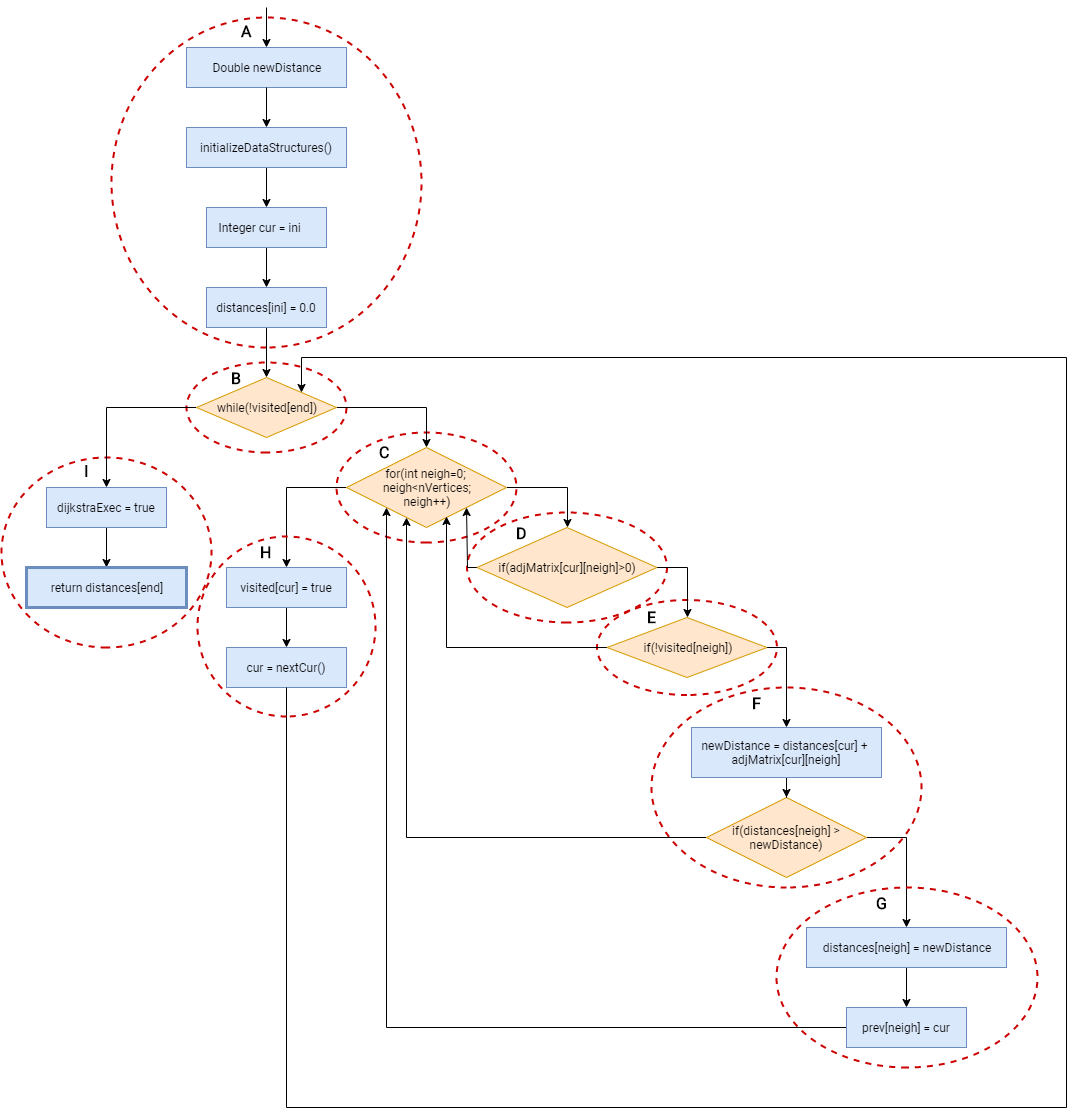 A
Double newDistance
initializeDataStructures()
Integer cur = ini
distances[ini] = 0.0
B
while(!visited[end])
I
dijkstraExec = true
return distances[end]
C
for(int neigh=0;
neigh<nVertices;
neigh++)
H
visited[cur] = true
cur = nextCur()
D
if(adjMatrix[cur][neigh]>0)
E
if(!visited[neigh])
F
newDistance = distances[cur] +
adjMatrix[cur][neigh]
if(distances[neigh] >
newDistance)
G
distances[neigh] = newDistance
prev[neigh] = cur